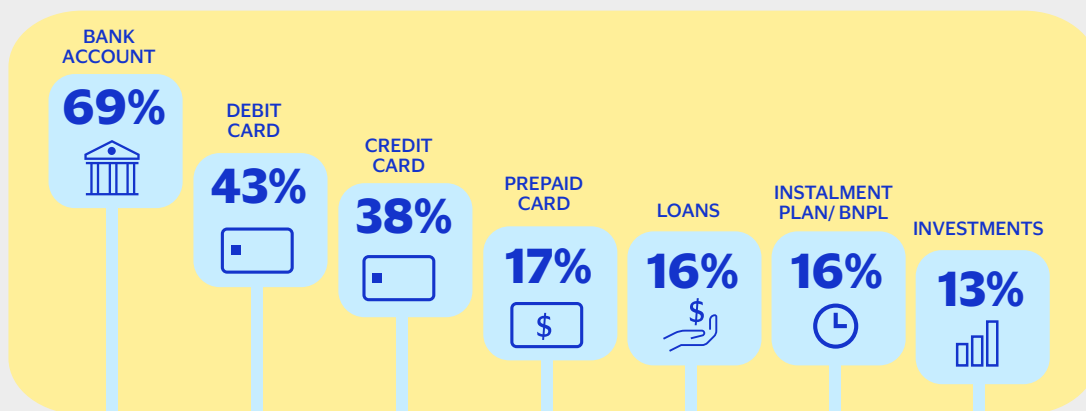 BANK
ACCOUNT
69%
DEBIT
CARD
43%
CREDIT
CARD
38%
PREPAID
CARD
17%
$
LOANS
16%
$
INSTALMENT
PLAN/ BNPL
16%
INVESTMENTS
13%